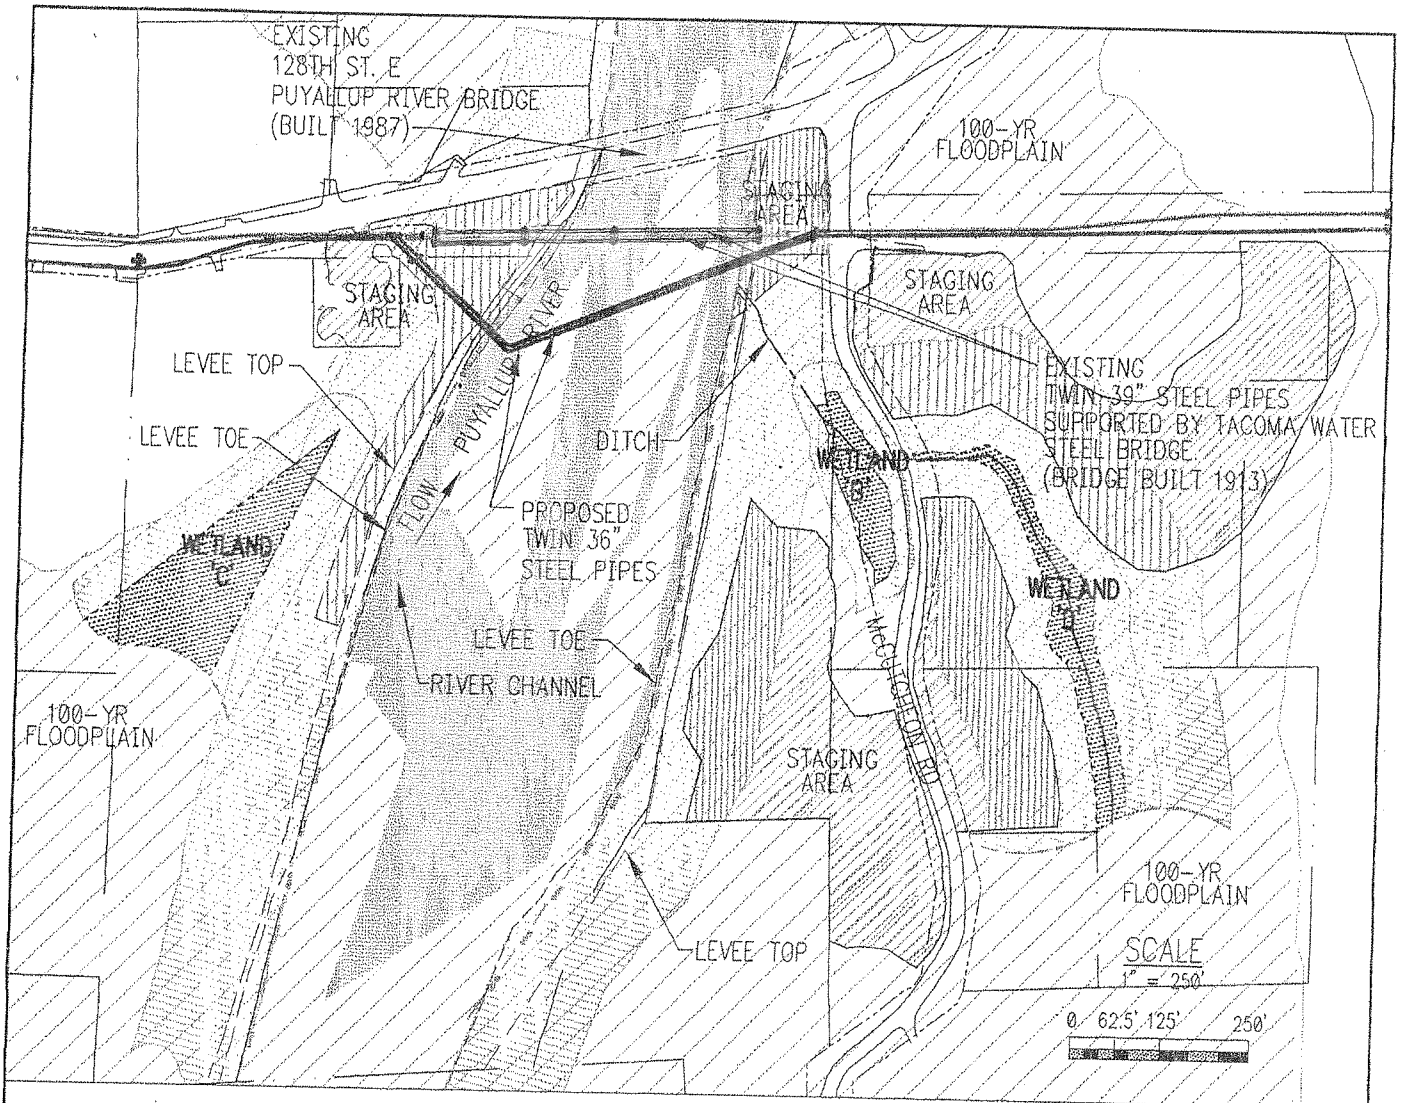 EXISTING
128TH ST. E
PUYALLUP RIVER BRIDGE
(BUILT 1987)
100-YR
FLOODPLAIN
STAGING
AREA
STAGING
AREA
STAGING
AREA
PUYALLUP RIVER
FLOW
LEVEE TOP
LEVEE TOE
DITCH
EXISTING
TWIN 39" STEEL PIPES
SUPPORTED BY TACOMA WATER
STEEL BRIDGE.
(BRIDGE BUILT 1913)
WETLAND
'B'
PROPOSED
TWIN 36"
STEEL PIPES
WETLAND
'C'
WETLAND
'D'
LEVEE TOE
RIVER CHANNEL
McCUTCHEON RD
100-YR
FLOODPLAIN
STAGING
AREA
100-YR
FLOODPLAIN
LEVEE TOP
SCALE
1" = 250'
0 62.5' 125' 250'